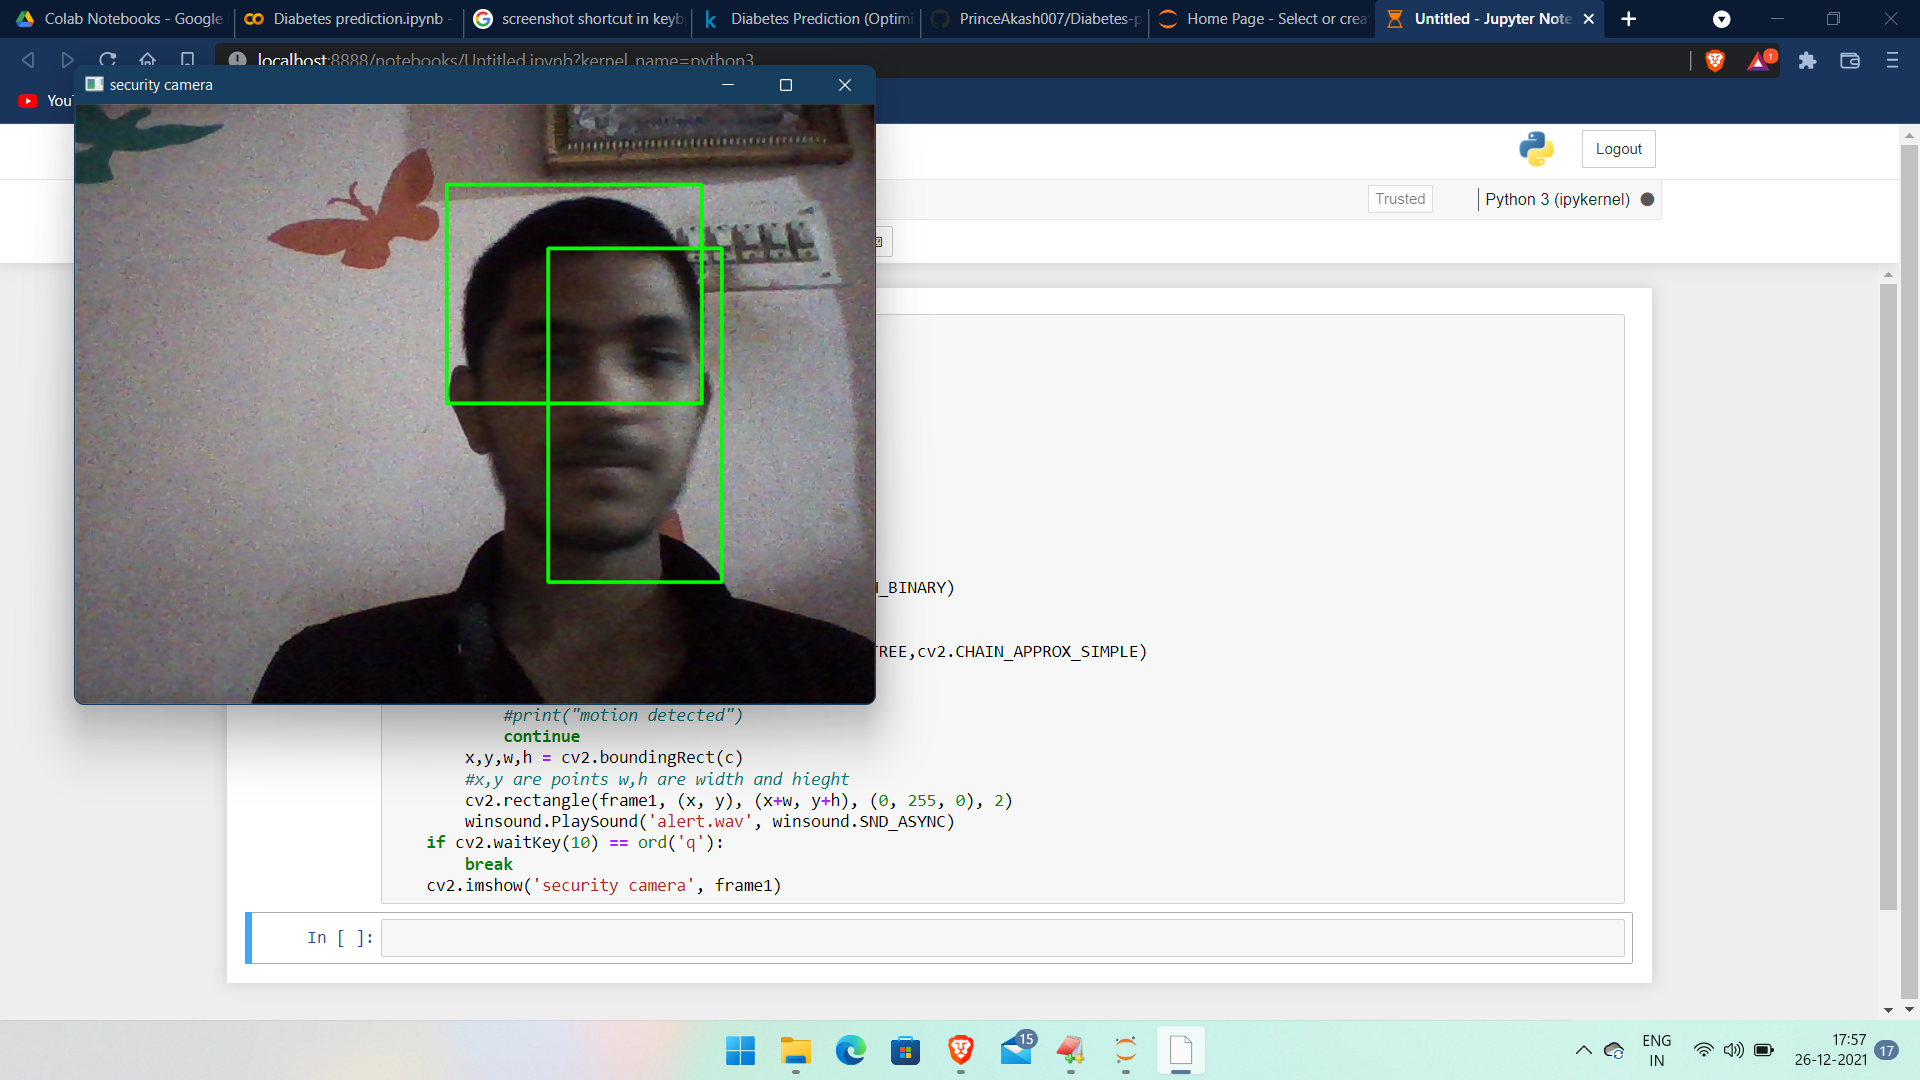 Colab Notebooks - Google
Diabetes prediction.ipynb -
screenshot shortcut in keyb
Diabetes Prediction (Optimi
PrinceAkash007/Diabetes-p
Home Page - Select or crea
Untitled - Jupyter Note
localhost:8888/notebooks/Untitled.ipynb?kernel_name=python3
1
You
security camera
Logout
Trusted
Python 3 (ipykernel)
H_BINARY)
TREE,cv2.CHAIN_APPROX_SIMPLE)
#print("motion detected")
continue
x,y,w,h = cv2.boundingRect(c)
#x,y are points w,h are width and hieght
cv2.rectangle(frame1, (x, y), (x+w, y+h), (0, 255, 0), 2)
winsound.PlaySound('alert.wav', winsound.SND_ASYNC)
if cv2.waitKey(10) == ord('q'):
break
cv2.imshow('security camera', frame1)
In [ ]:
15
ENG
IN
17:57
26-12-2021
17